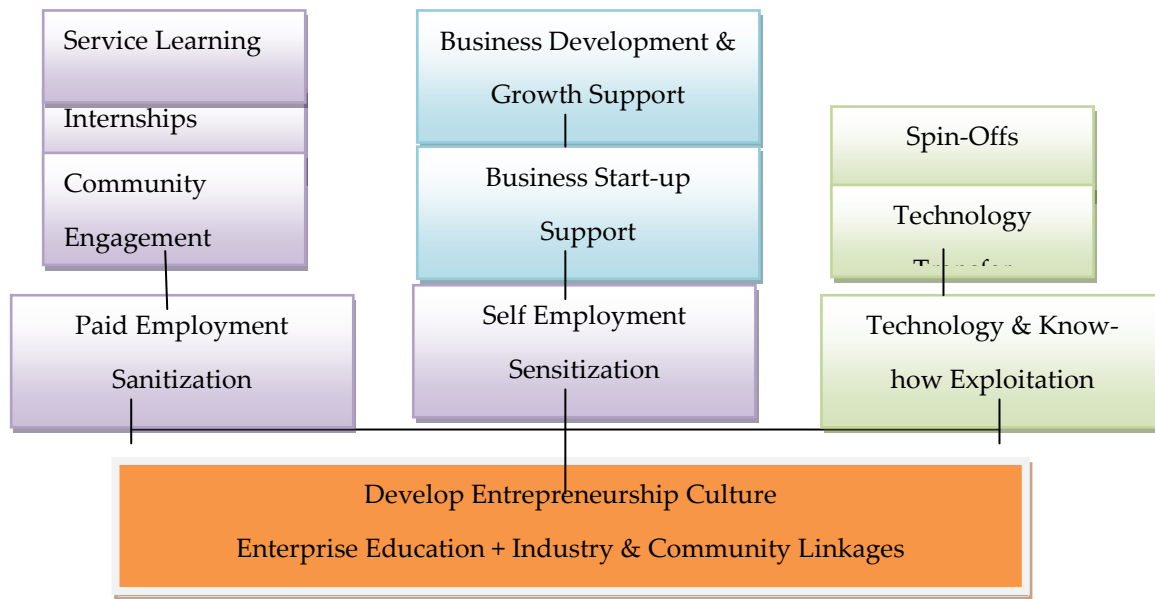 Service Learning
Internships
Community
Engagement
Paid Employment
Sanitization
Business Development &
Growth Support
Business Start-up
Support
Self Employment
Sensitization
Spin-Offs
Technology
Technology & Know-
how Exploitation
Develop Entrepreneurship Culture
Enterprise Education + Industry & Community Linkages